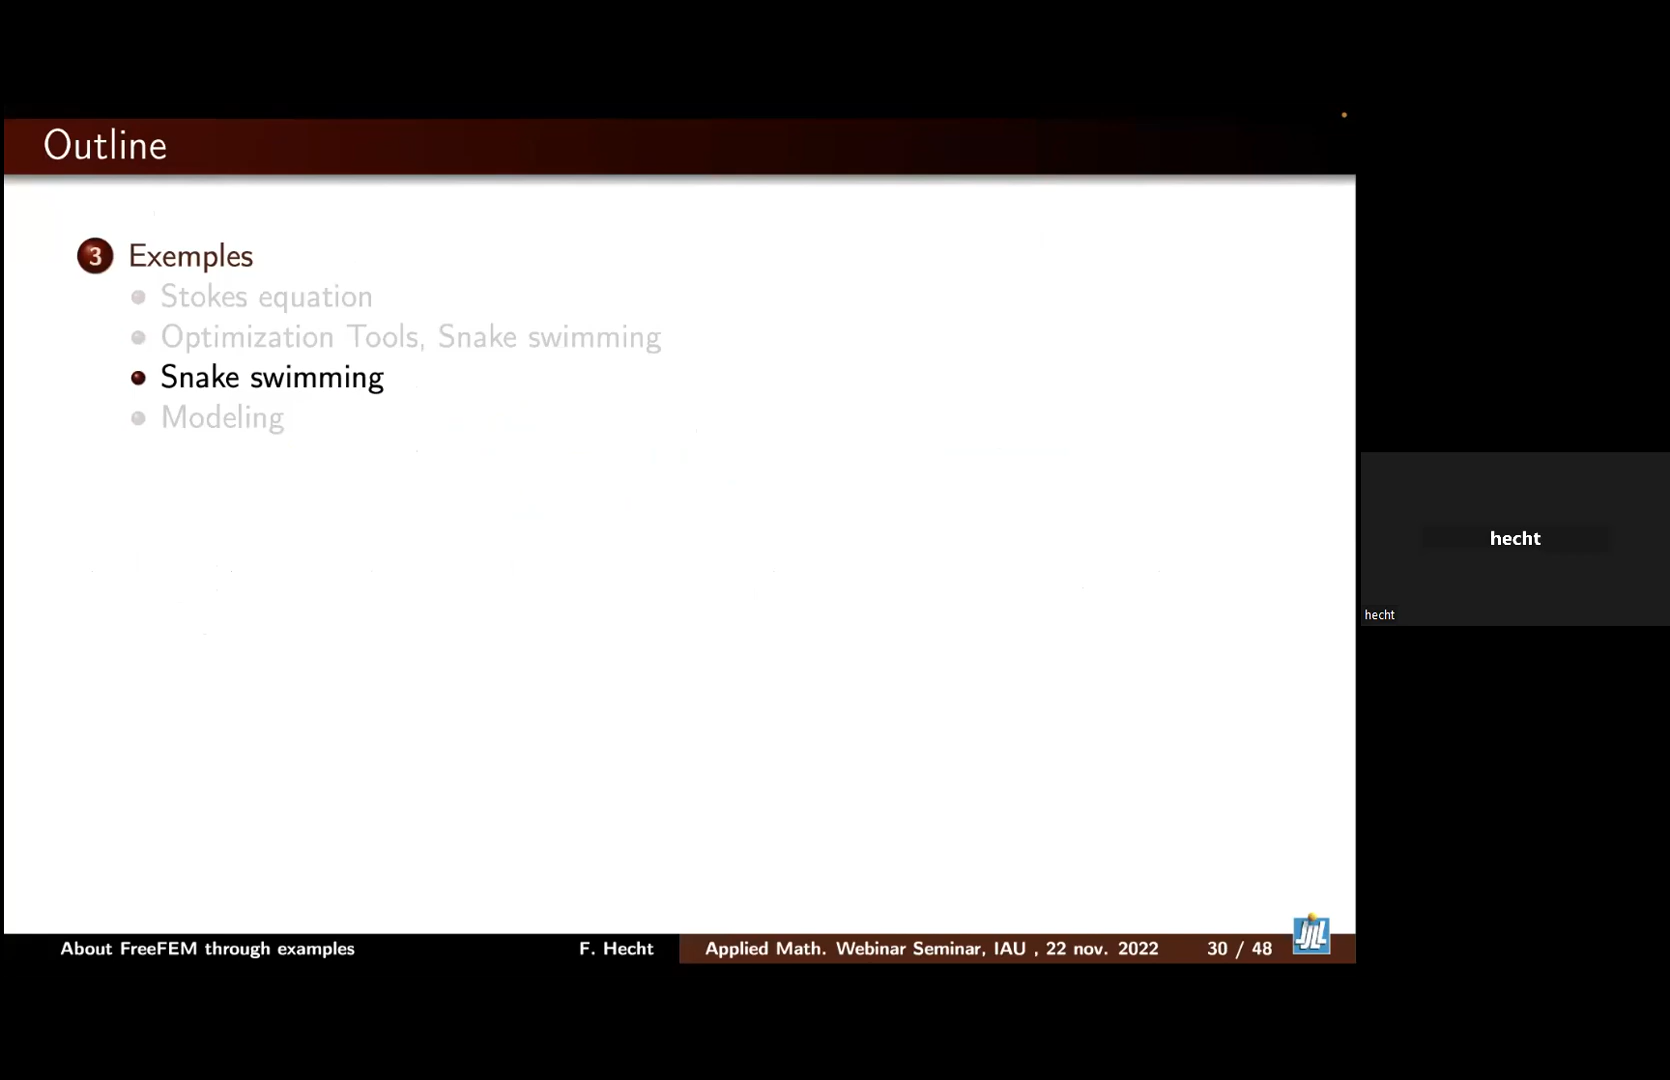 Outline
3 Exemples
Stokes equation
Optimization Tools, Snake swimming
Snake swimming
Modeling
hecht
hecht
About FreeFEM through examples F. Hecht Applied Math. Webinar Seminar, IAU , 22 nov. 2022 30 / 48
JJLL